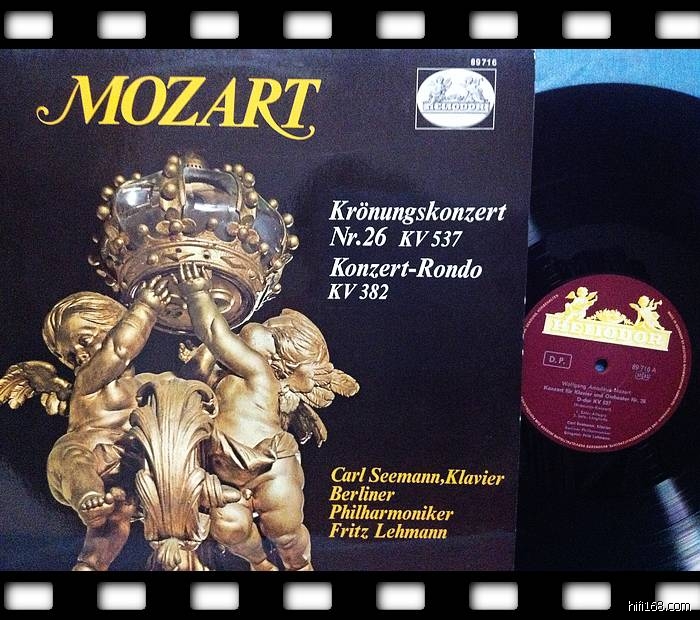 89716
MOZART
HELIODOR
Krönungskonzert
Nr.26 KV 537
Konzert-Rondo
KV 382
Carl Seemann,Klavier
Berliner
Philharmoniker
Fritz Lehmann
HELIODOR
D.P.
89 716 A
Wolfgang Amadeus Mozart
Konzert für Klavier und Orchester Nr. 26
D-dur KV 537
Carl Seemann, Klavier
Berliner Philharmoniker
Dirigent: Fritz Lehmann
hifi168.com